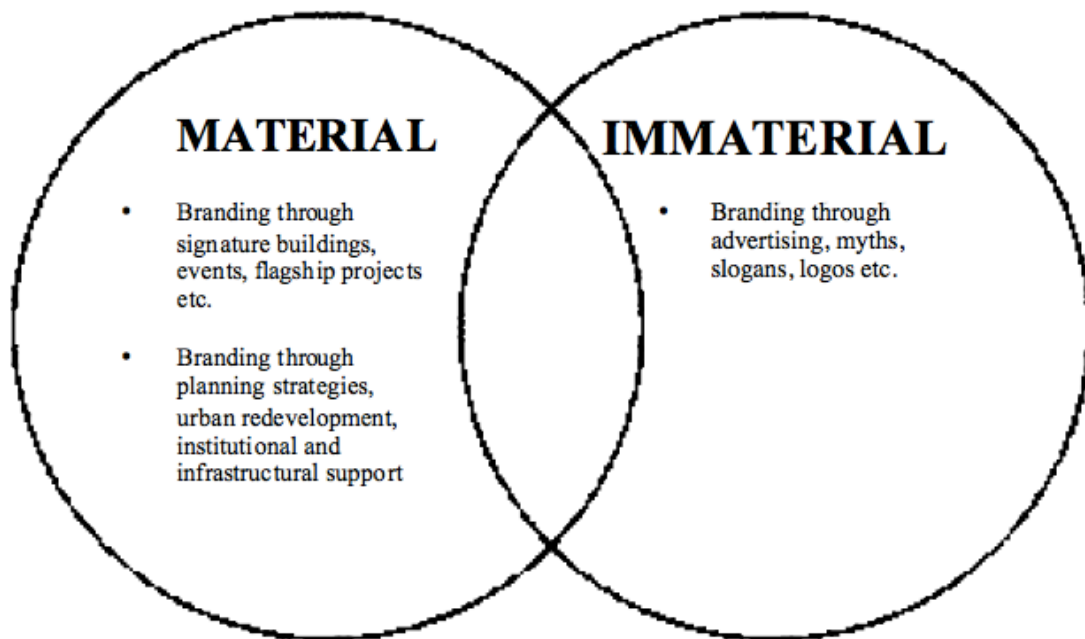 MATERIAL
• Branding through
signature buildings,
events, flagship projects
etc.
• Branding through
planning strategies,
urban redevelopment,
institutional and
infrastructural support
IMMATERIAL
• Branding through
advertising, myths,
slogans, logos etc.